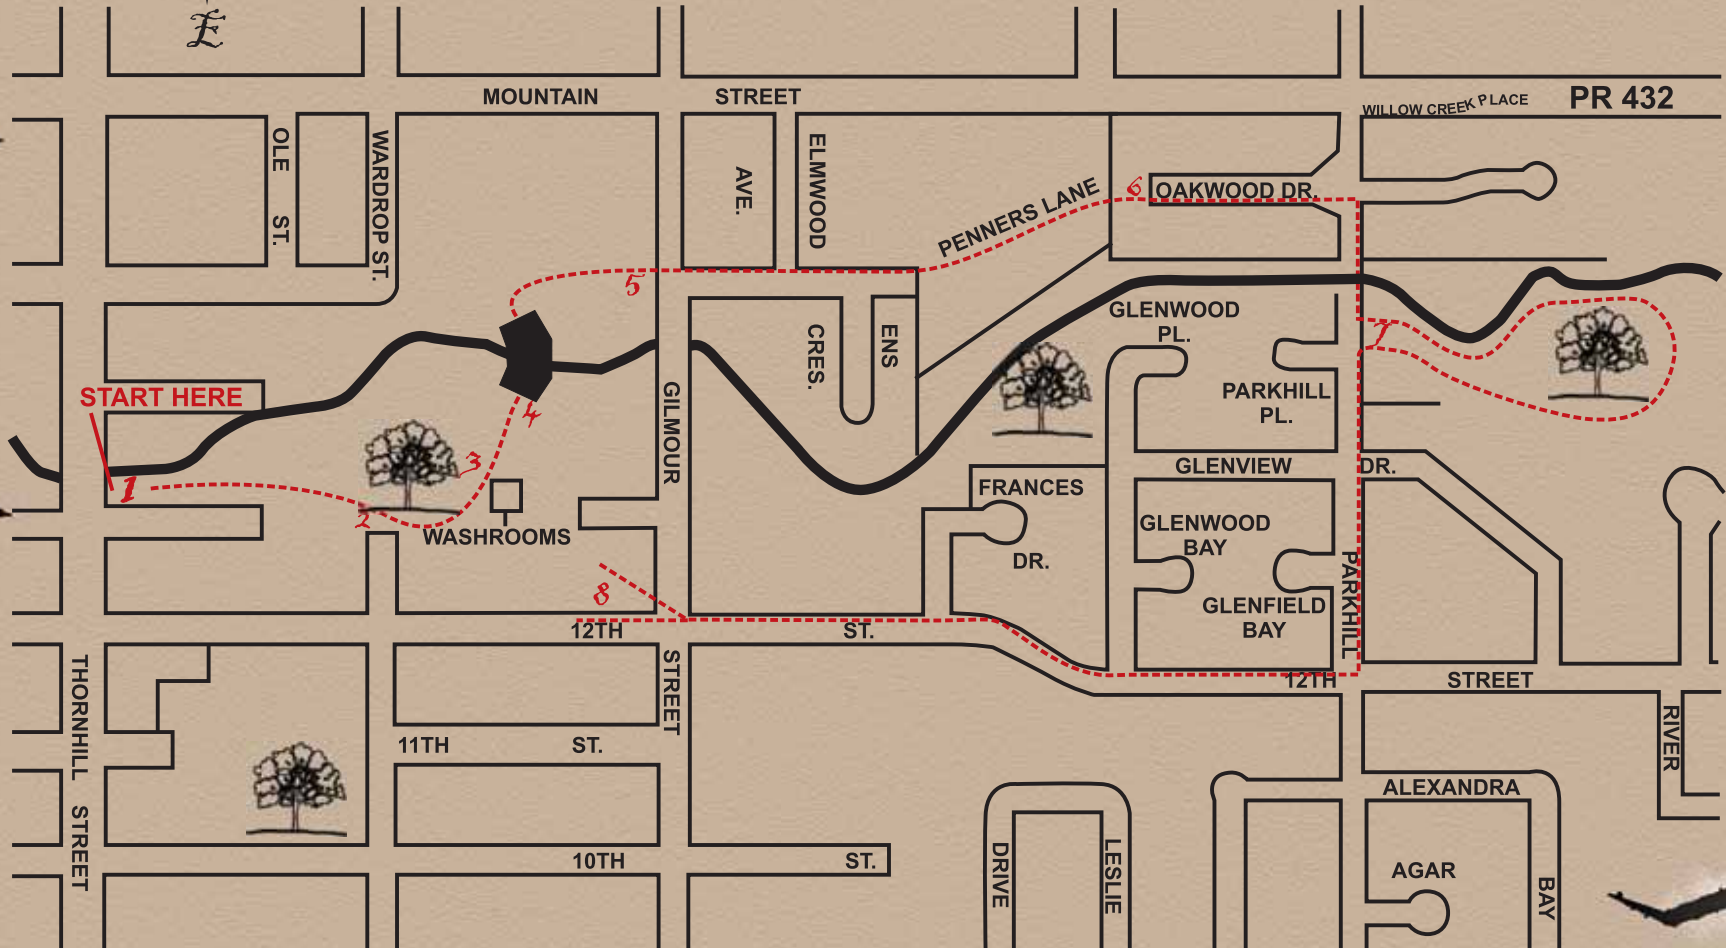 E
MOUNTAIN STREET
WILLOW CREEK PLACE
PR 432
OLE ST.
WARDROP ST.
AVE.
ELMWOOD
PENNERS LANE
6
OAKWOOD DR.
5
CRES.
ENS
GLENWOOD
PL.
7
START HERE
1
2
3
4
GILMOUR
PARKHILL
PL.
GLENVIEW DR.
FRANCES
DR.
WASHROOMS
GLENWOOD
BAY
GLENFIELD
BAY
PARKHILL
8
12TH ST.
12TH STREET
THORNHILL STREET
STREET
11TH ST.
RIVER
ALEXANDRA
10TH ST.
DRIVE
LESLIE
AGAR
BAY